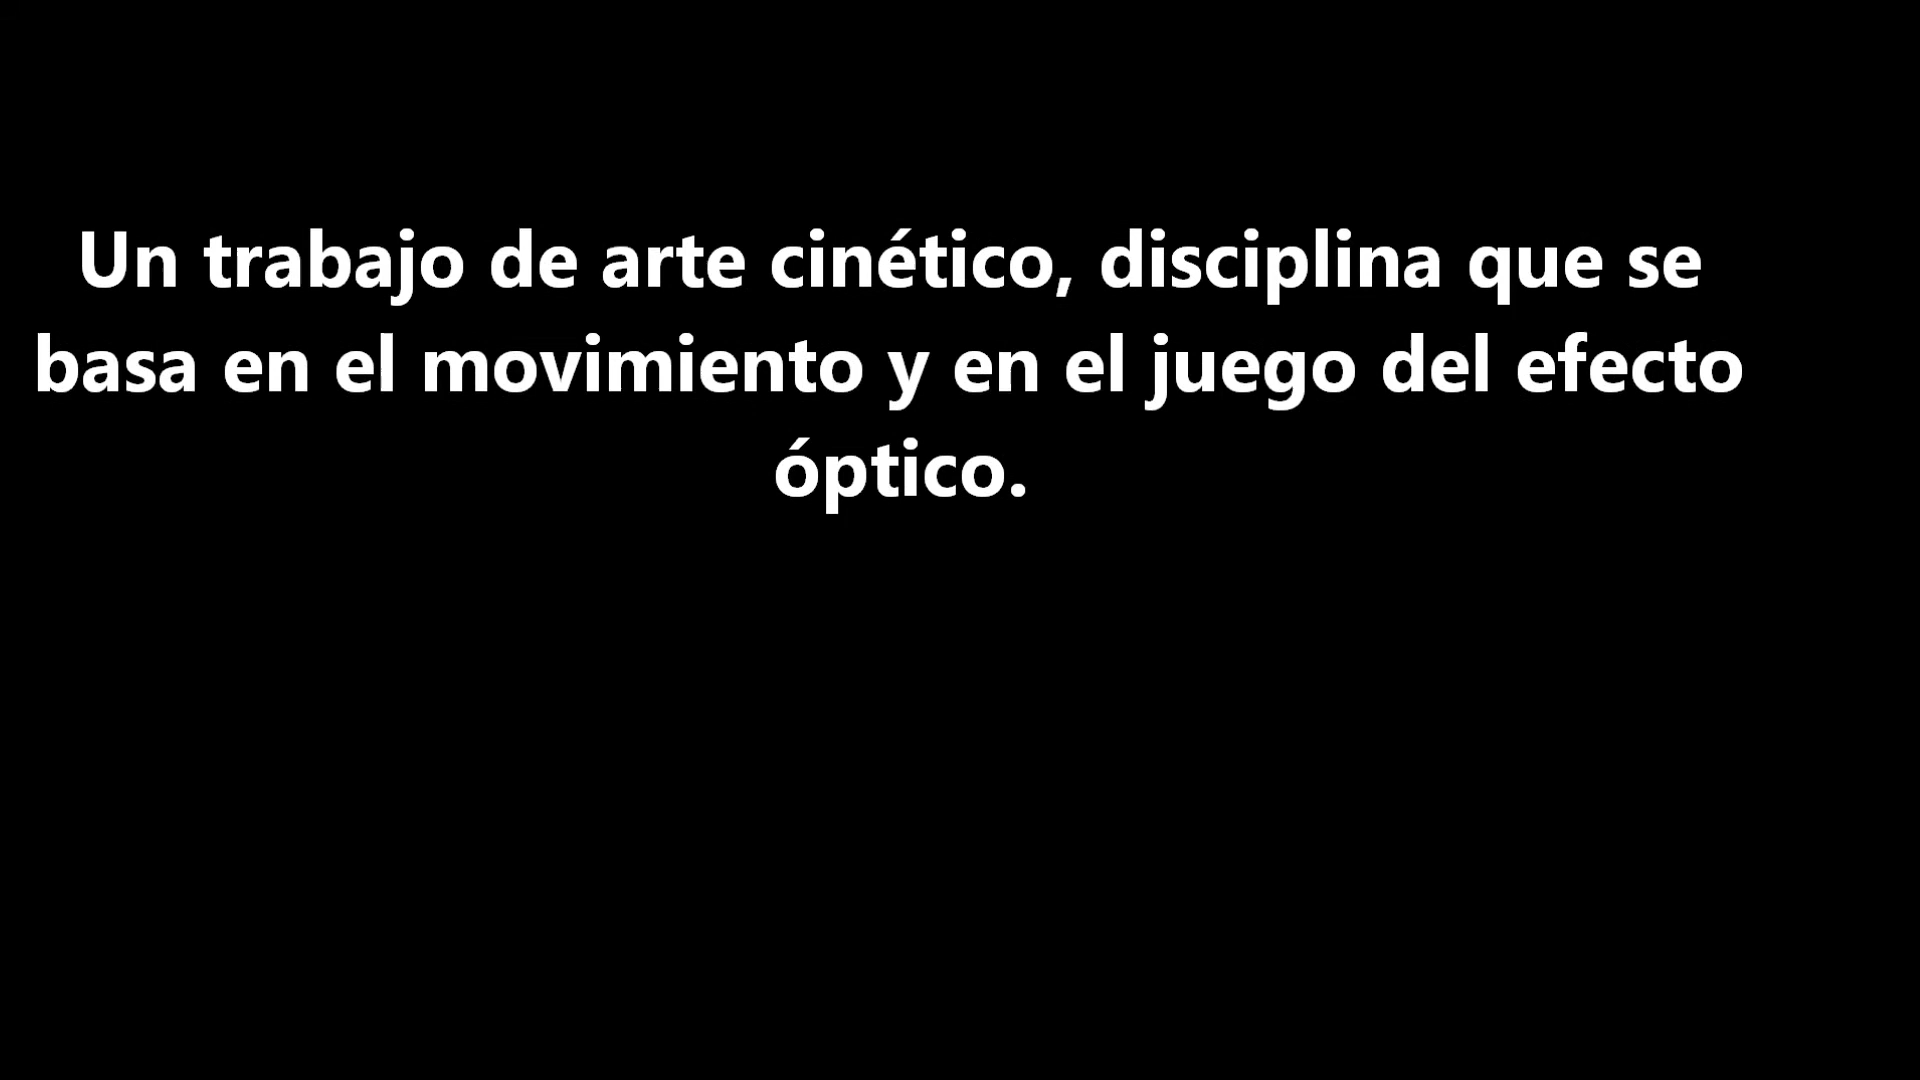 Un trabajo de arte cinético, disciplina que se
basa en el movimiento y en el juego del efecto
óptico.